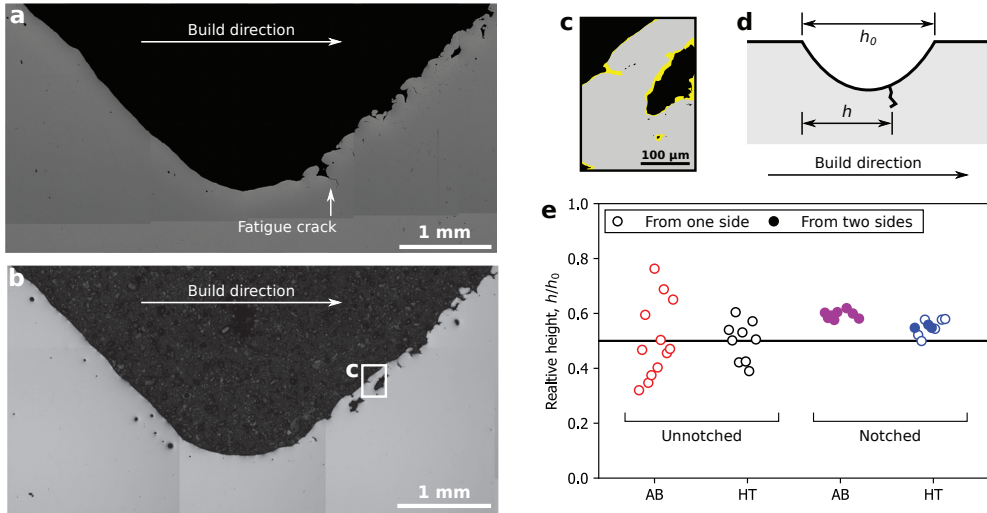 a
Build direction
Fatigue crack
1 mm
b
Build direction
c
1 mm
c
100 µm
d
h0
h
Build direction
e
Realtive height, h/h0
1.0
0.8
0.6
0.4
0.2
0.0
From one side
From two sides
Unnotched
Notched
AB
HT
AB
HT